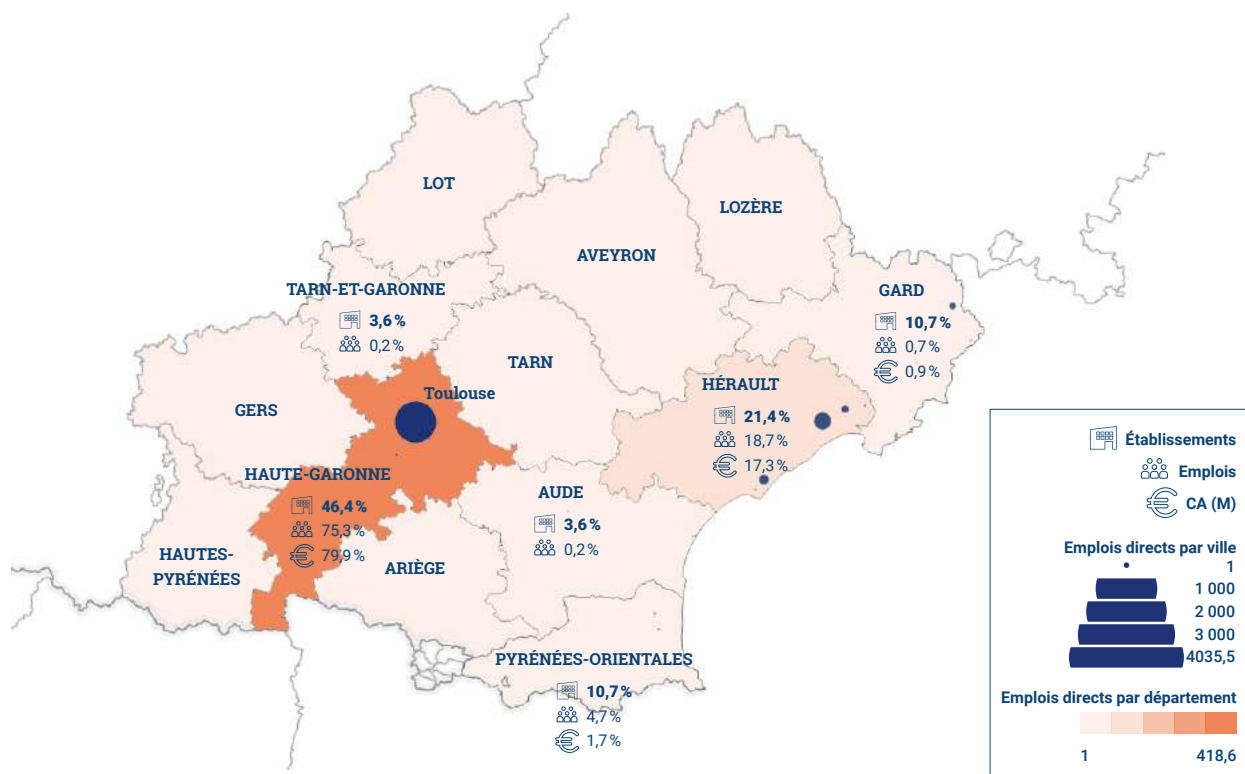 LOT
LOZÈRE
AVEYRON
TARN-ET-GARONNE
3,6 %
0,2 %
GARD
10,7 %
0,7 %
0,9 %
TARN
HÉRAULT
21,4 %
18,7 %
17,3 %
Toulouse
GERS
HAUTE-GARONNE
46,4 %
75,3 %
79,9 %
AUDE
3,6 %
0,2 %
HAUTES-
PYRÉNÉES
ARIÈGE
PYRÉNÉES-ORIENTALES
10,7 %
4,7 %
1,7 %
Établissements
Emplois
CA (M)
Emplois directs par ville
1
1 000
2 000
3 000
4035,5
Emplois directs par département
1 418,6